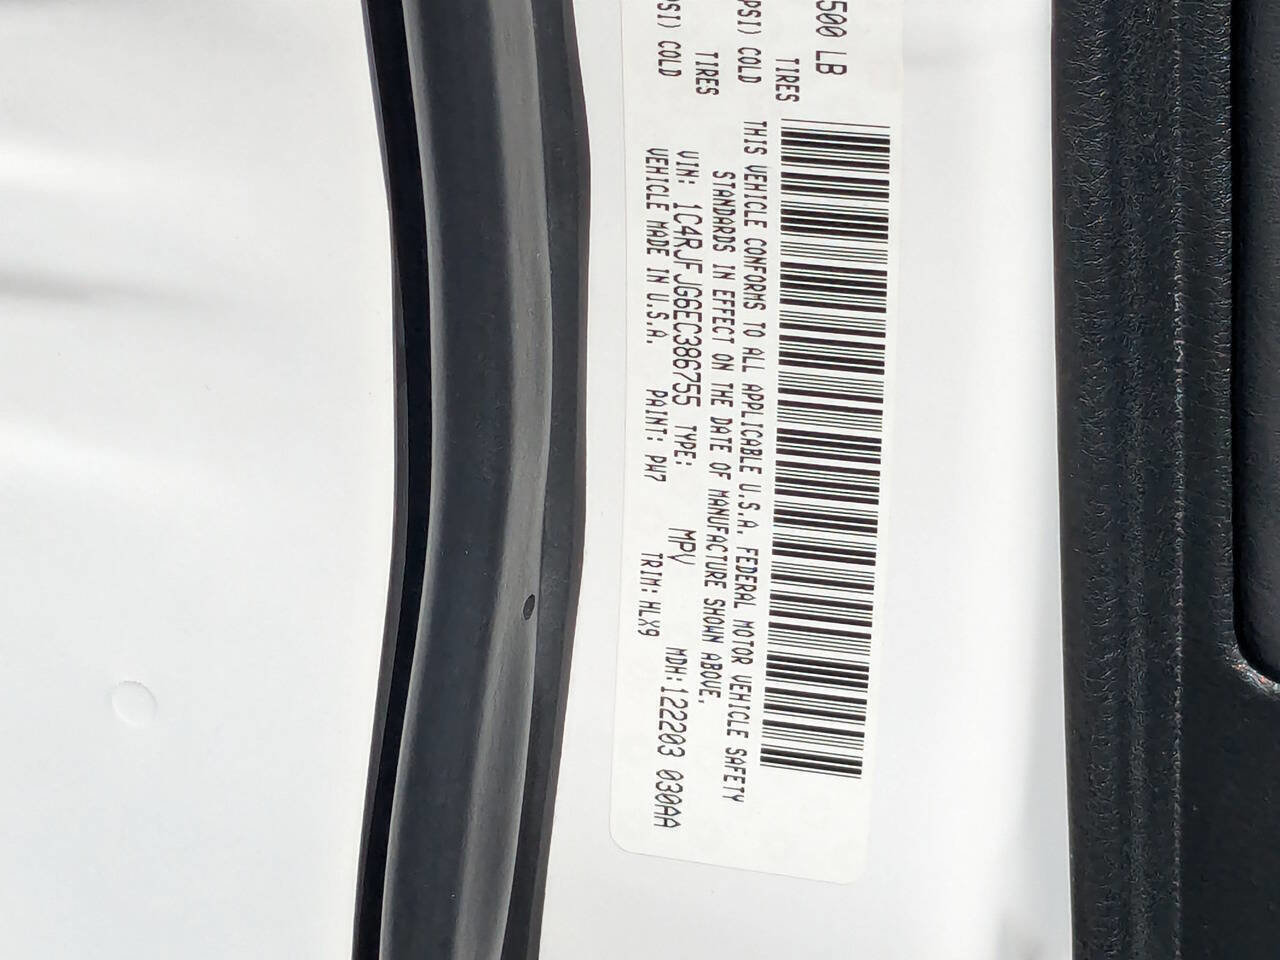 500 LB
TIRES
PSI) COLD
TIRES
PSI) COLD
THIS VEHICLE CONFORMS TO ALL APPLICABLE U.S.A. FEDERAL MOTOR VEHICLE SAFETY
STANDARDS IN EFFECT ON THE DATE OF MANUFACTURE SHOWN ABOVE.
VIN: 1C4RJFJG6EC386755 TYPE: MPV MDH: 122203 030AA
VEHICLE MADE IN U.S.A. PAINT: PW7 TRIM: HLX9